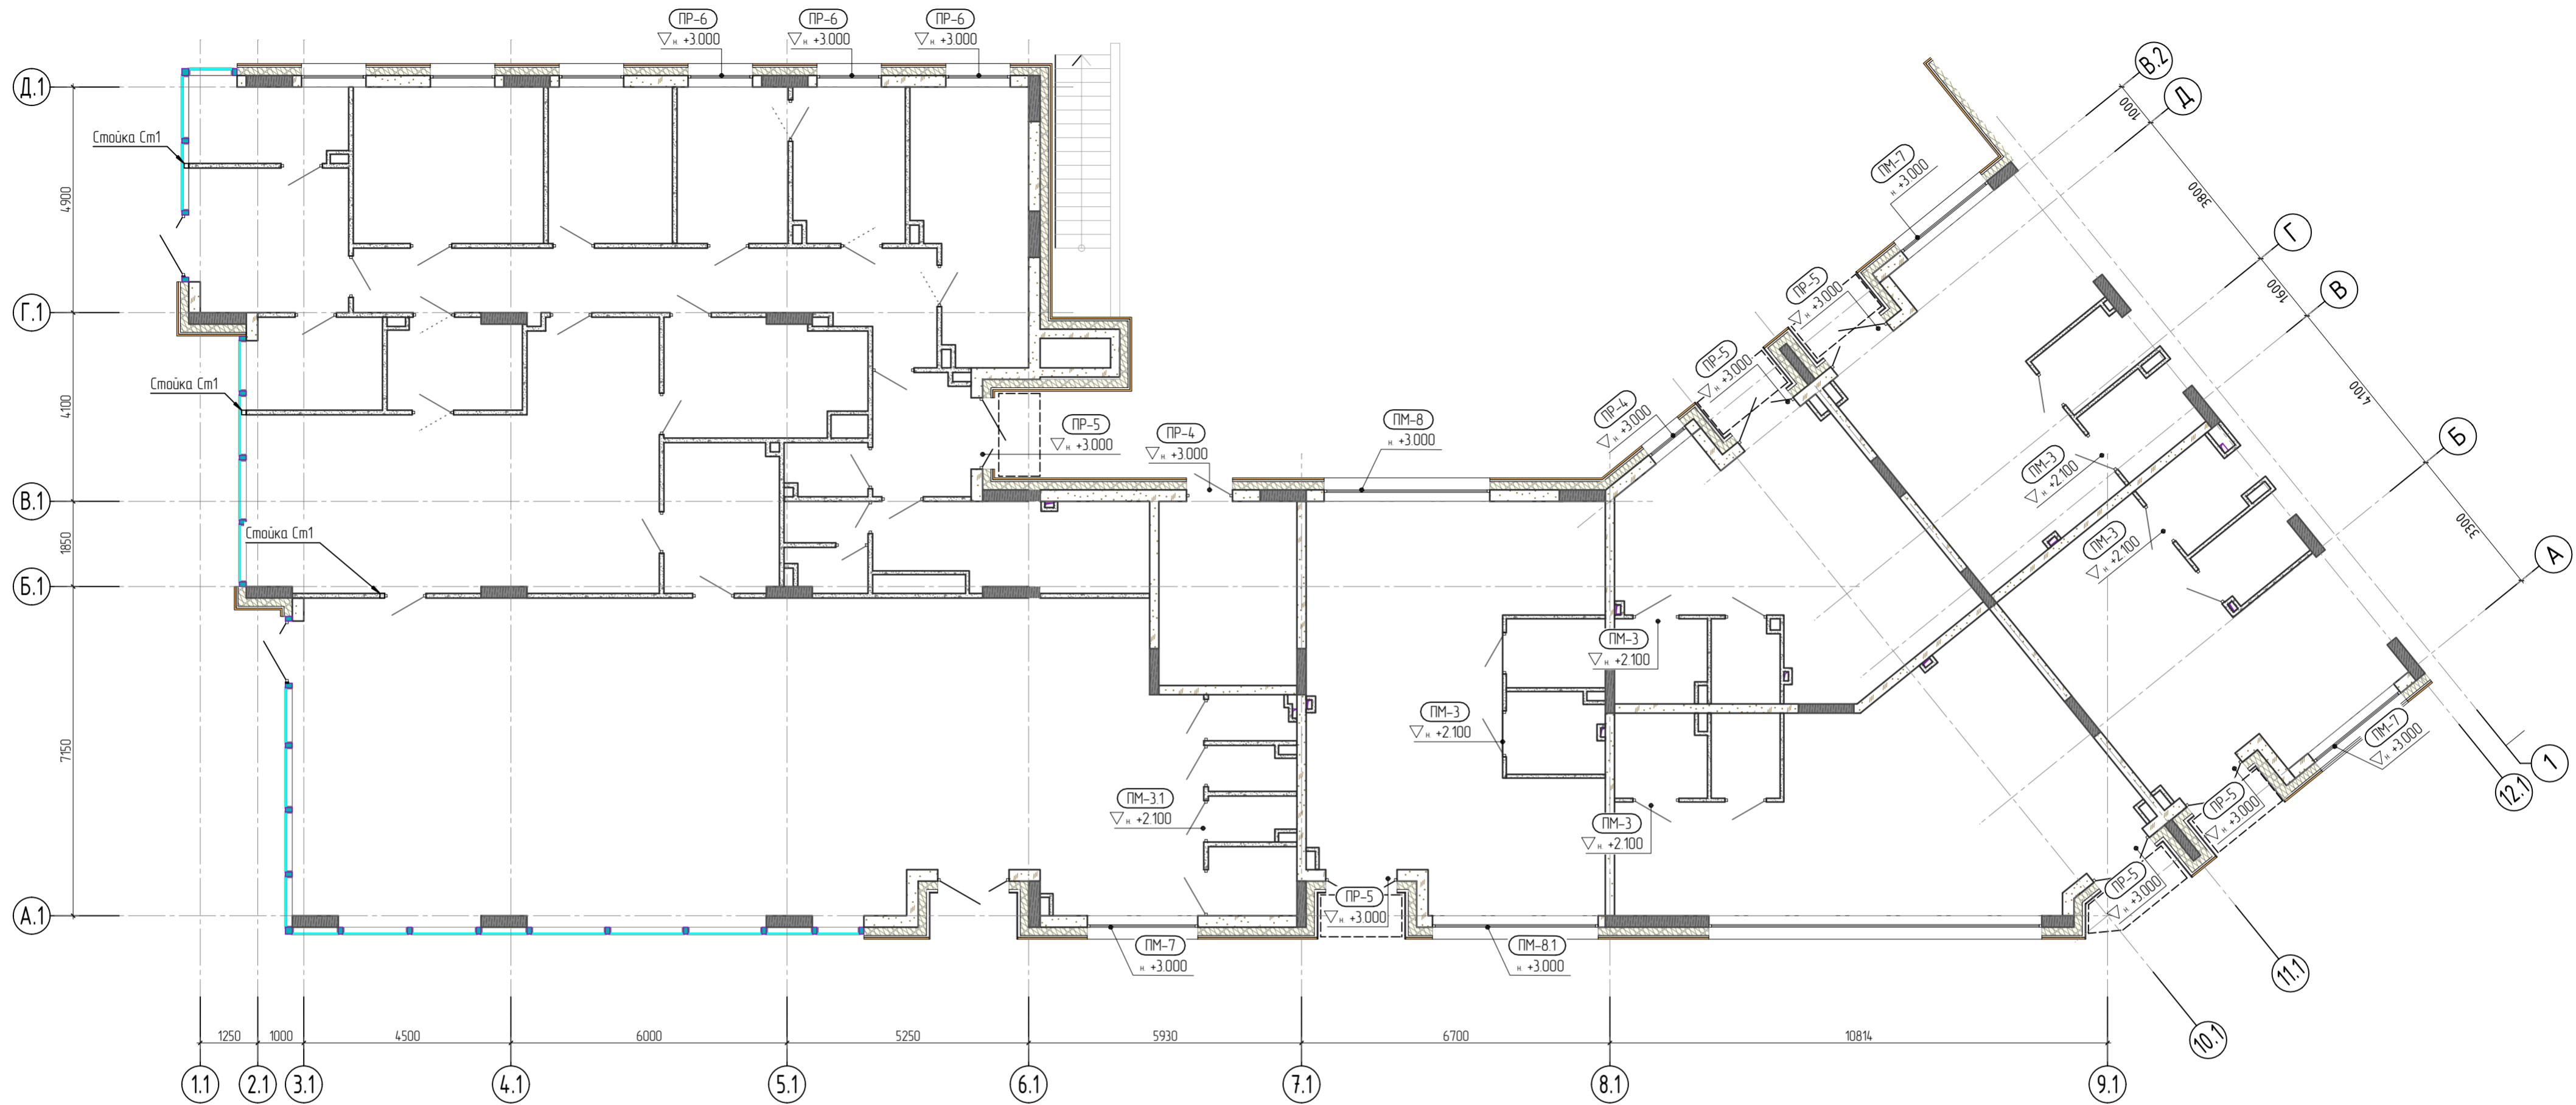 ПР-6 ПР-6 ПР-6
н. +3.000 н. +3.000 н. +3.000
В.2
Д.1
Д
1000
Стойка Ст1
ПМ-7
н. +3.000
4900
3800
Г
ПР-5
н. +3.000
1600
В
Г.1
ПР-5
н. +3.000
Стойка Ст1
4100
4100
ПР-4
н. +3.000
ПМ-8
н. +3.000
ПР-5
н. +3.000
ПР-4
н. +3.000
Б
ПМ-3
н. +2.100
В.1
Стойка Ст1
1850
3300
ПМ-3
н. +2.100
А
Б.1
ПМ-3
н. +2.100
ПМ-3
н. +2.100
7150
ПМ-7
н. +3.000
1
12.1
ПМ-3.1
н. +2.100
ПМ-3
н. +2.100
ПР-5
н. +3.000
ПР-5
н. +3.000
ПР-5
н. +3.000
А.1
ПМ-7
н. +3.000
ПМ-8.1
н. +3.000
11.1
10.1
1250 1000 4500 6000 5250 5930 6700 10814
1.1 2.1 3.1 4.1 5.1 6.1 7.1 8.1 9.1